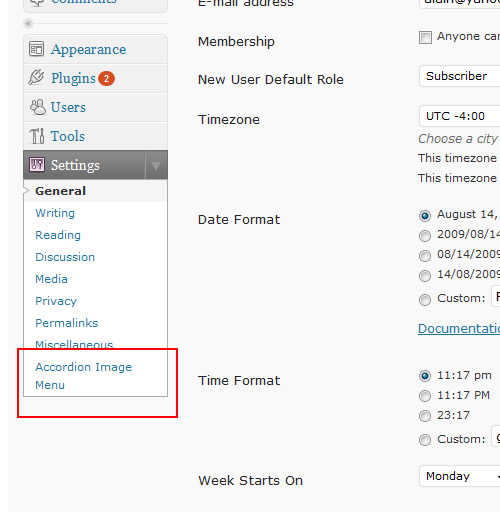 Comments
Appearance
Plugins 2
Users
Tools
Settings
General
Writing
Reading
Discussion
Media
Privacy
Permalinks
Miscellaneous
Accordion Image
Menu
E-mail address
Membership
Anyone can
New User Default Role
Subscriber
Timezone
UTC -4:00
Choose a city
This timezone
This timezone
Date Format
August 14,
2009/08/14
08/14/2009
14/08/2009
Custom:
Documentatio
Time Format
11:17 pm
11:17 PM
23:17
Custom:
Week Starts On
Monday